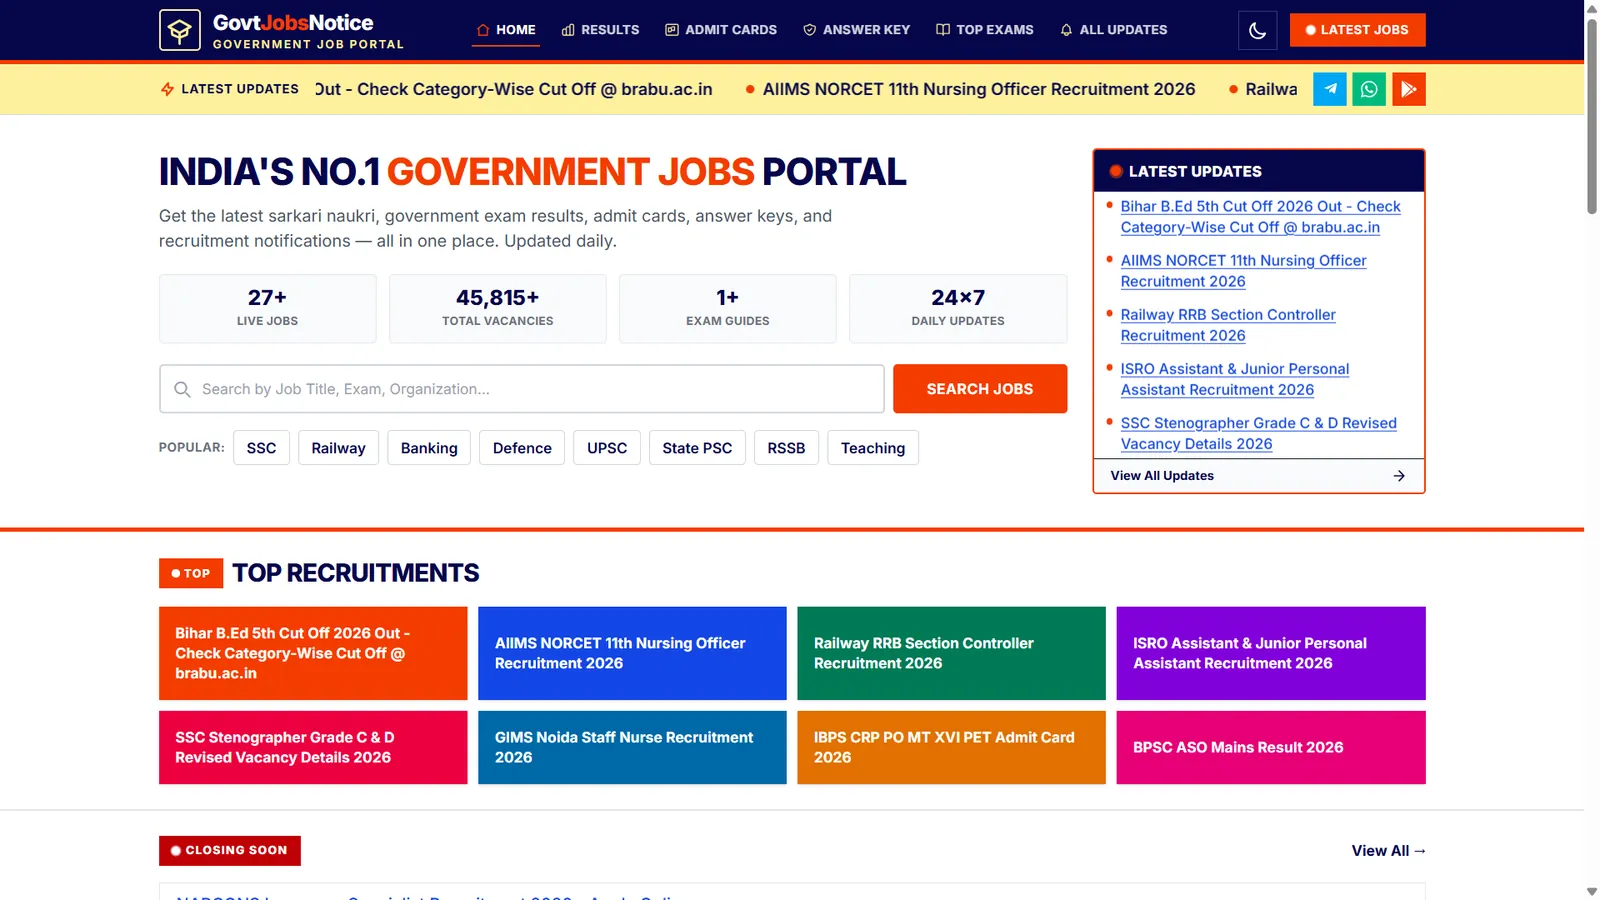 GovtJobsNotice
GOVERNMENT JOB PORTAL
HOME
RESULTS
ADMIT CARDS
ANSWER KEY
TOP EXAMS
ALL UPDATES
LATEST JOBS
LATEST UPDATES
Out - Check Category-Wise Cut Off @ brabu.ac.in
AIIMS NORCET 11th Nursing Officer Recruitment 2026
Railwa
INDIA'S NO.1 GOVERNMENT JOBS PORTAL
Get the latest sarkari naukri, government exam results, admit cards, answer keys, and
recruitment notifications — all in one place. Updated daily.
27+
LIVE JOBS
45,815+
TOTAL VACANCIES
1+
EXAM GUIDES
24×7
DAILY UPDATES
Search by Job Title, Exam, Organization...
SEARCH JOBS
POPULAR:
SSC
Railway
Banking
Defence
UPSC
State PSC
RSSB
Teaching
LATEST UPDATES
Bihar B.Ed 5th Cut Off 2026 Out - Check
Category-Wise Cut Off @ brabu.ac.in
AIIMS NORCET 11th Nursing Officer
Recruitment 2026
Railway RRB Section Controller
Recruitment 2026
ISRO Assistant & Junior Personal
Assistant Recruitment 2026
SSC Stenographer Grade C & D Revised
Vacancy Details 2026
View All Updates →
TOP
TOP RECRUITMENTS
Bihar B.Ed 5th Cut Off 2026 Out -
Check Category-Wise Cut Off @
brabu.ac.in
AIIMS NORCET 11th Nursing Officer
Recruitment 2026
Railway RRB Section Controller
Recruitment 2026
ISRO Assistant & Junior Personal
Assistant Recruitment 2026
SSC Stenographer Grade C & D
Revised Vacancy Details 2026
GIMS Noida Staff Nurse Recruitment
2026
IBPS CRP PO MT XVI PET Admit Card
2026
BPSC ASO Mains Result 2026
CLOSING SOON
View All →